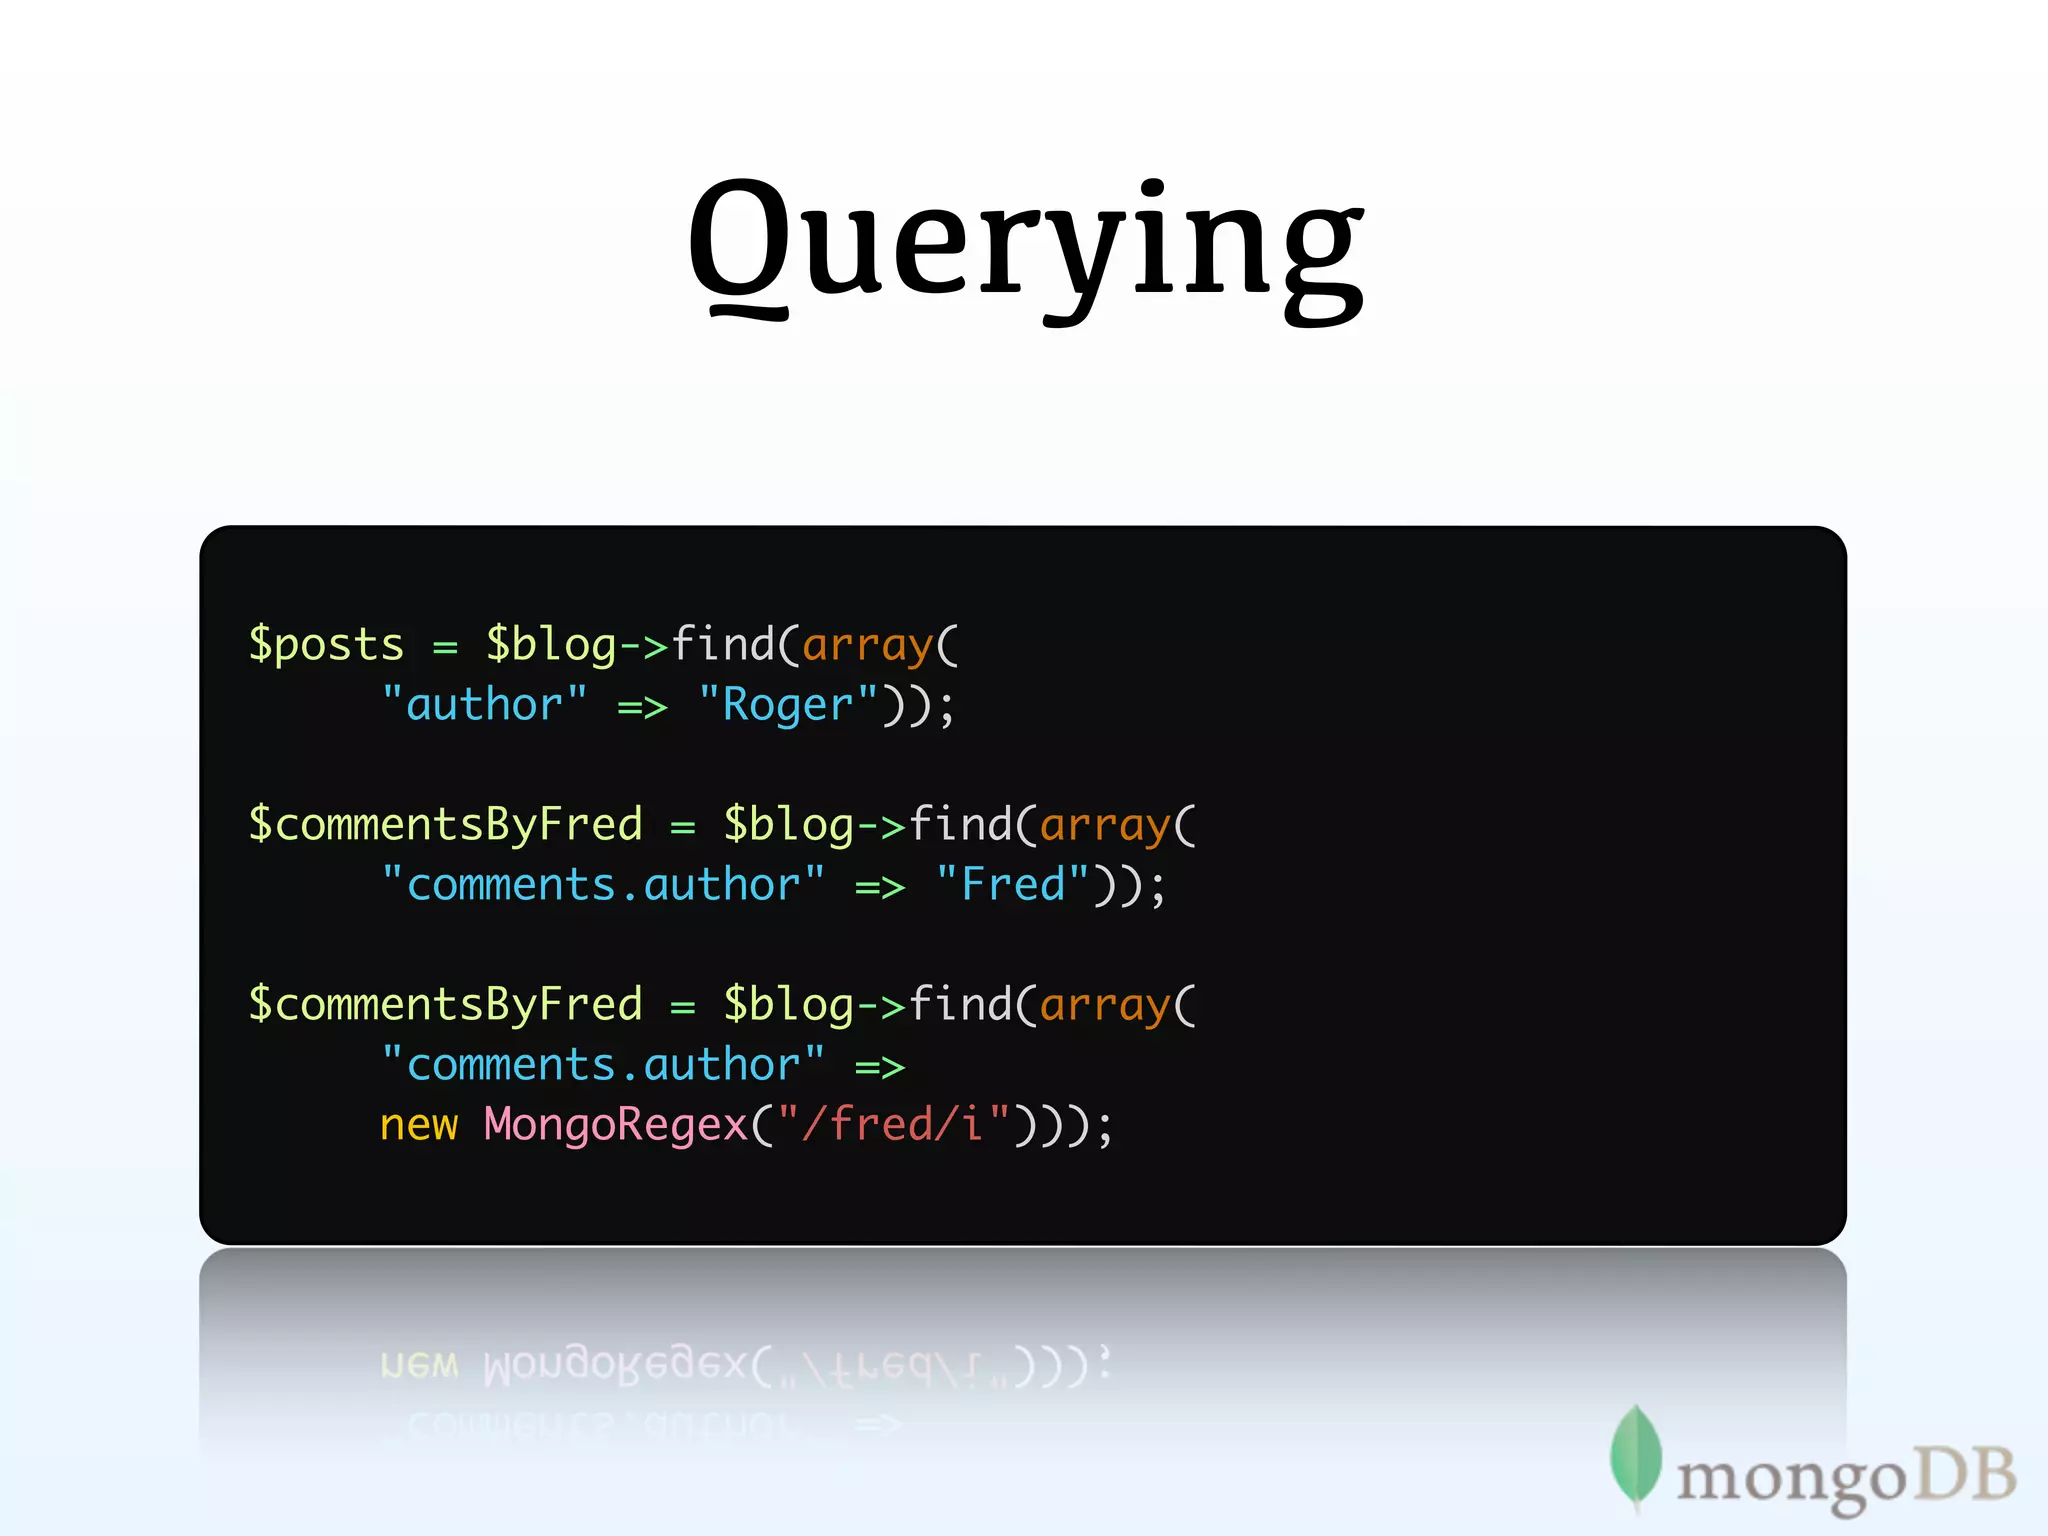 Querying
$posts = $blog->find(array(
"author" => "Roger"));
$commentsByFred = $blog->find(array(
"comments.author" => "Fred"));
$commentsByFred = $blog->find(array(
"comments.author" =>
new MongoRegex("/fred/i")));
mongoDB